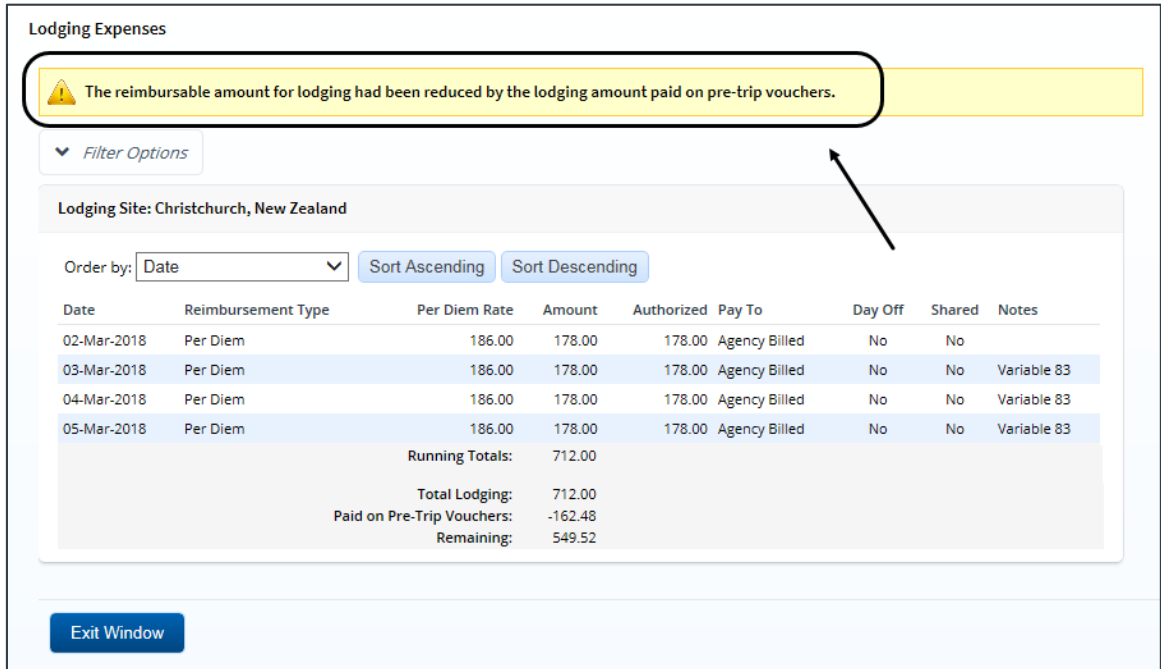 Lodging Expenses
The reimbursable amount for lodging had been reduced by the lodging amount paid on pre-trip vouchers.
Filter Options
Lodging Site: Christchurch, New Zealand
Order by: Date Sort Ascending Sort Descending
Date Reimbursement Type Per Diem Rate Amount Authorized Pay To Day Off Shared Notes
02-Mar-2018 Per Diem 186.00 178.00 178.00 Agency Billed No No
03-Mar-2018 Per Diem 186.00 178.00 178.00 Agency Billed No No Variable 83
04-Mar-2018 Per Diem 186.00 178.00 178.00 Agency Billed No No Variable 83
05-Mar-2018 Per Diem 186.00 178.00 178.00 Agency Billed No No Variable 83
Running Totals: 712.00
Total Lodging: 712.00
Paid on Pre-Trip Vouchers: -162.48
Remaining: 549.52
Exit Window